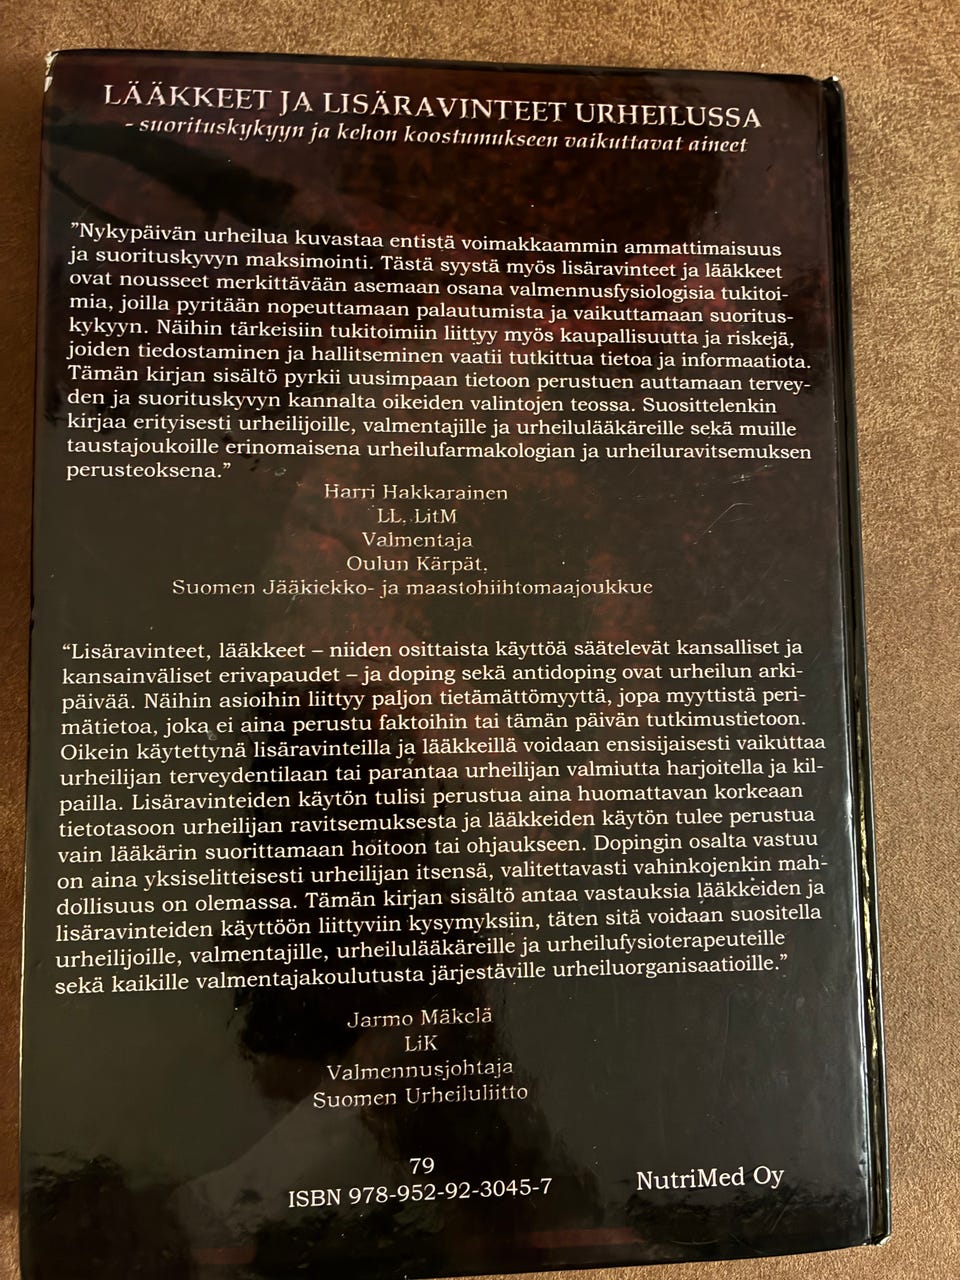 LÄÄKKEET JA LISÄRAVINTEET URHEILUSSA
- suorituskykyyn ja kehon koostumukseen vaikuttavat aineet
"Nykypäivän urheilua kuvastaa entistä voimakkaammin ammattimaisuus
ja suorituskyvyn maksimointi. Tästä syystä myös lisäravinteet ja lääkkeet
ovat nousseet merkittävään asemaan osana valmennusfysiologisia tukitoi-
mia, joilla pyritään nopeuttamaan palautumista ja vaikuttamaan suoritus-
kykyyn. Näihin tärkeisiin tukitoimiin liittyy myös kaupallisuutta ja riskejä,
joiden tiedostaminen ja hallitseminen vaatii tutkittua tietoa ja informaatiota.
Tämän kirjan sisältö pyrkii uusimpaan tietoon perustuen auttamaan tervey-
den ja suorituskyvyn kannalta oikeiden valintojen teossa. Suosittelenkin
kirjaa erityisesti urheilijoille, valmentajille ja urheilulääkäreille sekä muille
taustajoukoille erinomaisena urheilufarmakologian ja urheiluravitsemuksen
perusteoksena."
Harri Hakkarainen
LL, LitM
Valmentaja
Oulun Kärpät,
Suomen Jääkiekko- ja maastohiihtomaajoukkue
"Lisäravinteet, lääkkeet – niiden osittaista käyttöä säätelevät kansalliset ja
kansainväliset erivapaudet – ja doping sekä antidoping ovat urheilun arki-
päivää. Näihin asioihin liittyy paljon tietämättömyyttä, jopa myyttistä peri-
mätietoa, joka ei aina perustu faktoihin tai tämän päivän tutkimustietoon.
Oikein käytettynä lisäravinteilla ja lääkkeillä voidaan ensisijaisesti vaikuttaa
urheilijan terveydentilaan tai parantaa urheilijan valmiutta harjoitella ja kil-
pailla. Lisäravinteiden käytön tulisi perustua aina huomattavan korkeaan
tietotasoon urheilijan ravitsemuksesta ja lääkkeiden käytön tulee perustua
vain lääkärin suorittamaan hoitoon tai ohjaukseen. Dopingin osalta vastuu
on aina yksiselitteisesti urheilijan itsensä, valitettavasti vahinkojenkin mah-
dollisuus on olemassa. Tämän kirjan sisältö antaa vastauksia lääkkeiden ja
lisäravinteiden käyttöön liittyviin kysymyksiin, täten sitä voidaan suositella
urheilijoille, valmentajille, urheilulääkäreille ja urheilufysioterapeuteille
sekä kaikille valmentajakoulutusta järjestäville urheiluorganisaatioille."
Jarmo Mäkelä
LiK
Valmennusjohtaja
Suomen Urheiluliitto
79
ISBN 978-952-92-3045-7
NutriMed Oy